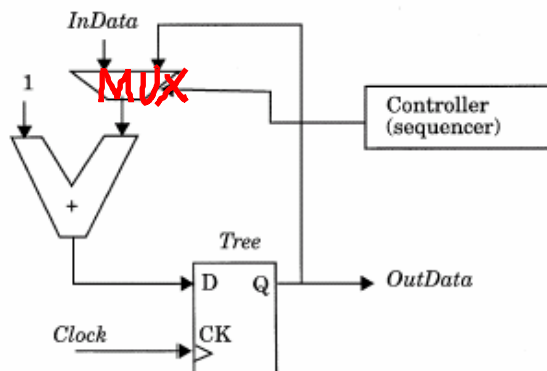 InData
MUX
1
Controller
(sequencer)
+
Tree
D Q
OutData
Clock
CK